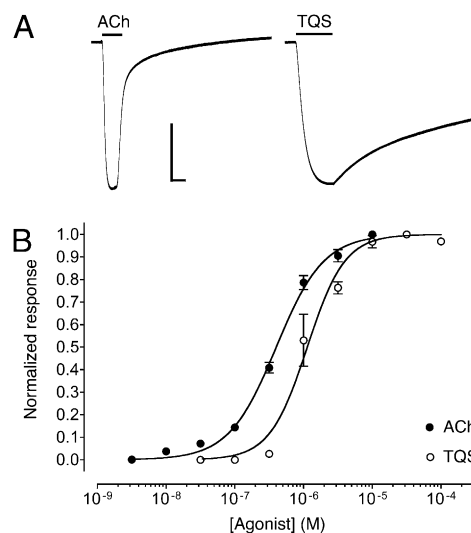 A
ACh
TQS
B
1.0
0.9
0.8
0.7
0.6
0.5
0.4
0.3
0.2
0.1
0.0
Normalized response
ACh
TQS
10⁻⁹ 10⁻⁸ 10⁻⁷ 10⁻⁶ 10⁻⁵ 10⁻⁴
[Agonist] (M)